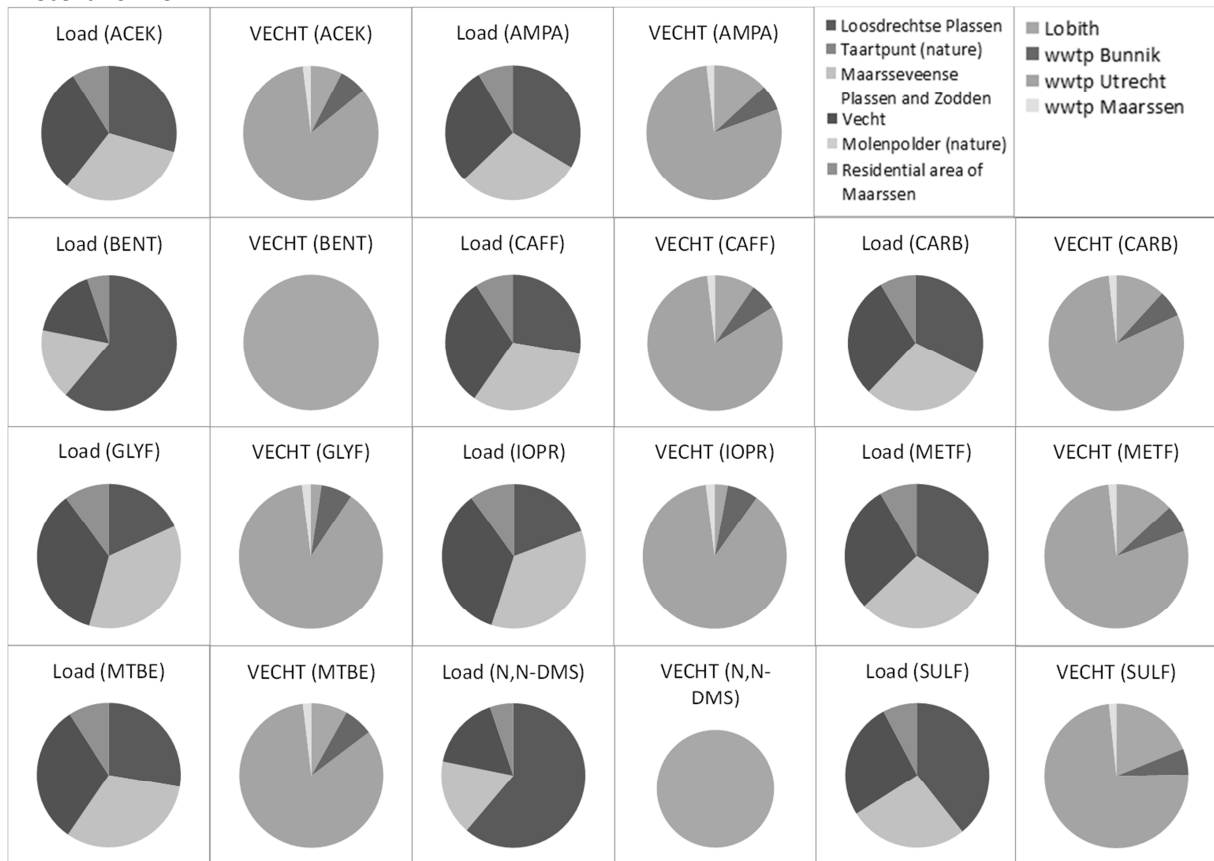 Load (ACEK)
VECHT (ACEK)
Load (AMPA)
VECHT (AMPA)
Loosdrechtse Plassen
Taartpunt (nature)
Maarsseveense
Plassen and Zodden
Vecht
Molenpolder (nature)
Residential area of
Maarssen
Lobith
wwtp Bunnik
wwtp Utrecht
wwtp Maarssen
Load (BENT)
VECHT (BENT)
Load (CAFF)
VECHT (CAFF)
Load (CARB)
VECHT (CARB)
Load (GLYF)
VECHT (GLYF)
Load (IOPR)
VECHT (IOPR)
Load (METF)
VECHT (METF)
Load (MTBE)
VECHT (MTBE)
Load (N,N-DMS)
VECHT (N,N-
DMS)
Load (SULF)
VECHT (SULF)